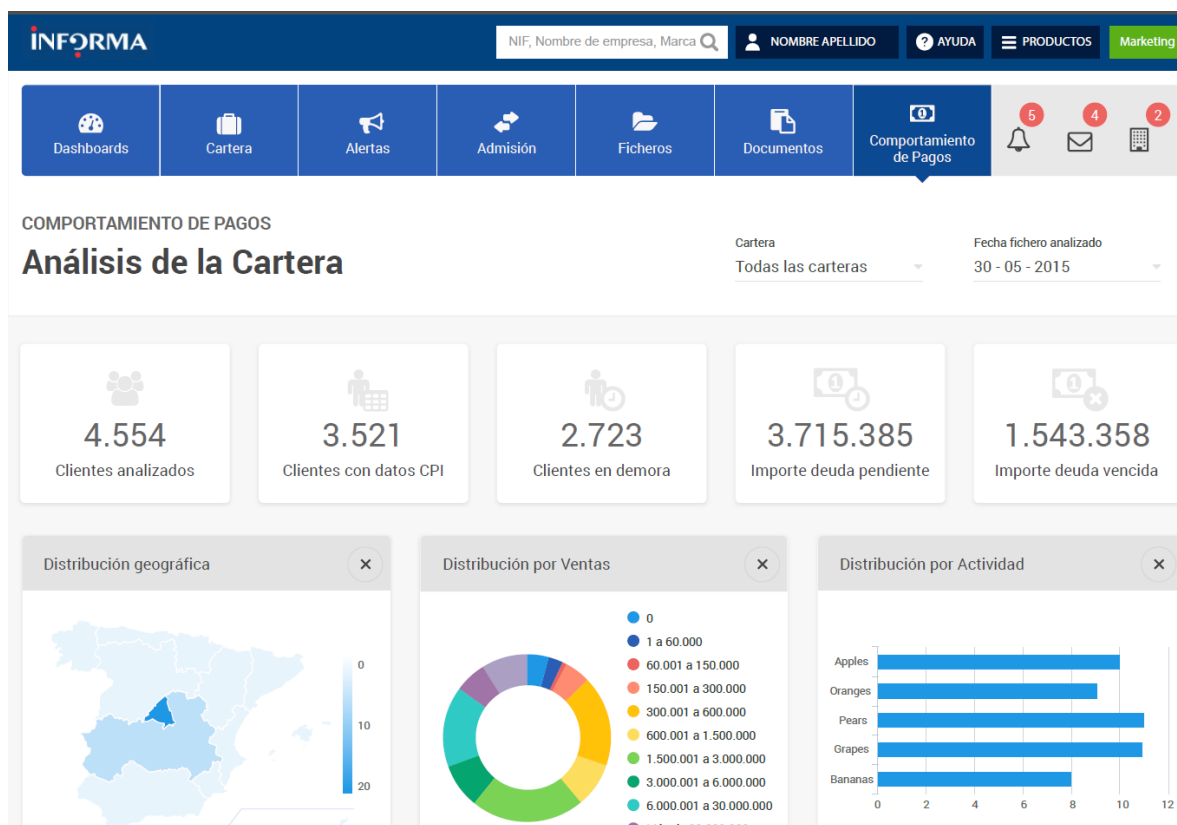 INFORMA
NIF, Nombre de empresa, Marca
NOMBRE APELLIDO
? AYUDA
PRODUCTOS
Marketing
Dashboards
Cartera
Alertas
Admisión
Ficheros
Documentos
Comportamiento
de Pagos
5
4
2
COMPORTAMIENTO DE PAGOS
Análisis de la Cartera
Cartera
Todas las carteras
Fecha fichero analizado
30 - 05 - 2015
4.554
Clientes analizados
3.521
Clientes con datos CPI
2.723
Clientes en demora
3.715.385
Importe deuda pendiente
1.543.358
Importe deuda vencida
Distribución geográfica
0
10
20
Distribución por Ventas
0
1 a 60.000
60.001 a 150.000
150.001 a 300.000
300.001 a 600.000
600.001 a 1.500.000
1.500.001 a 3.000.000
3.000.001 a 6.000.000
6.000.001 a 30.000.000
Distribución por Actividad
Apples
Oranges
Pears
Grapes
Bananas
0 2 4 6 8 10 12